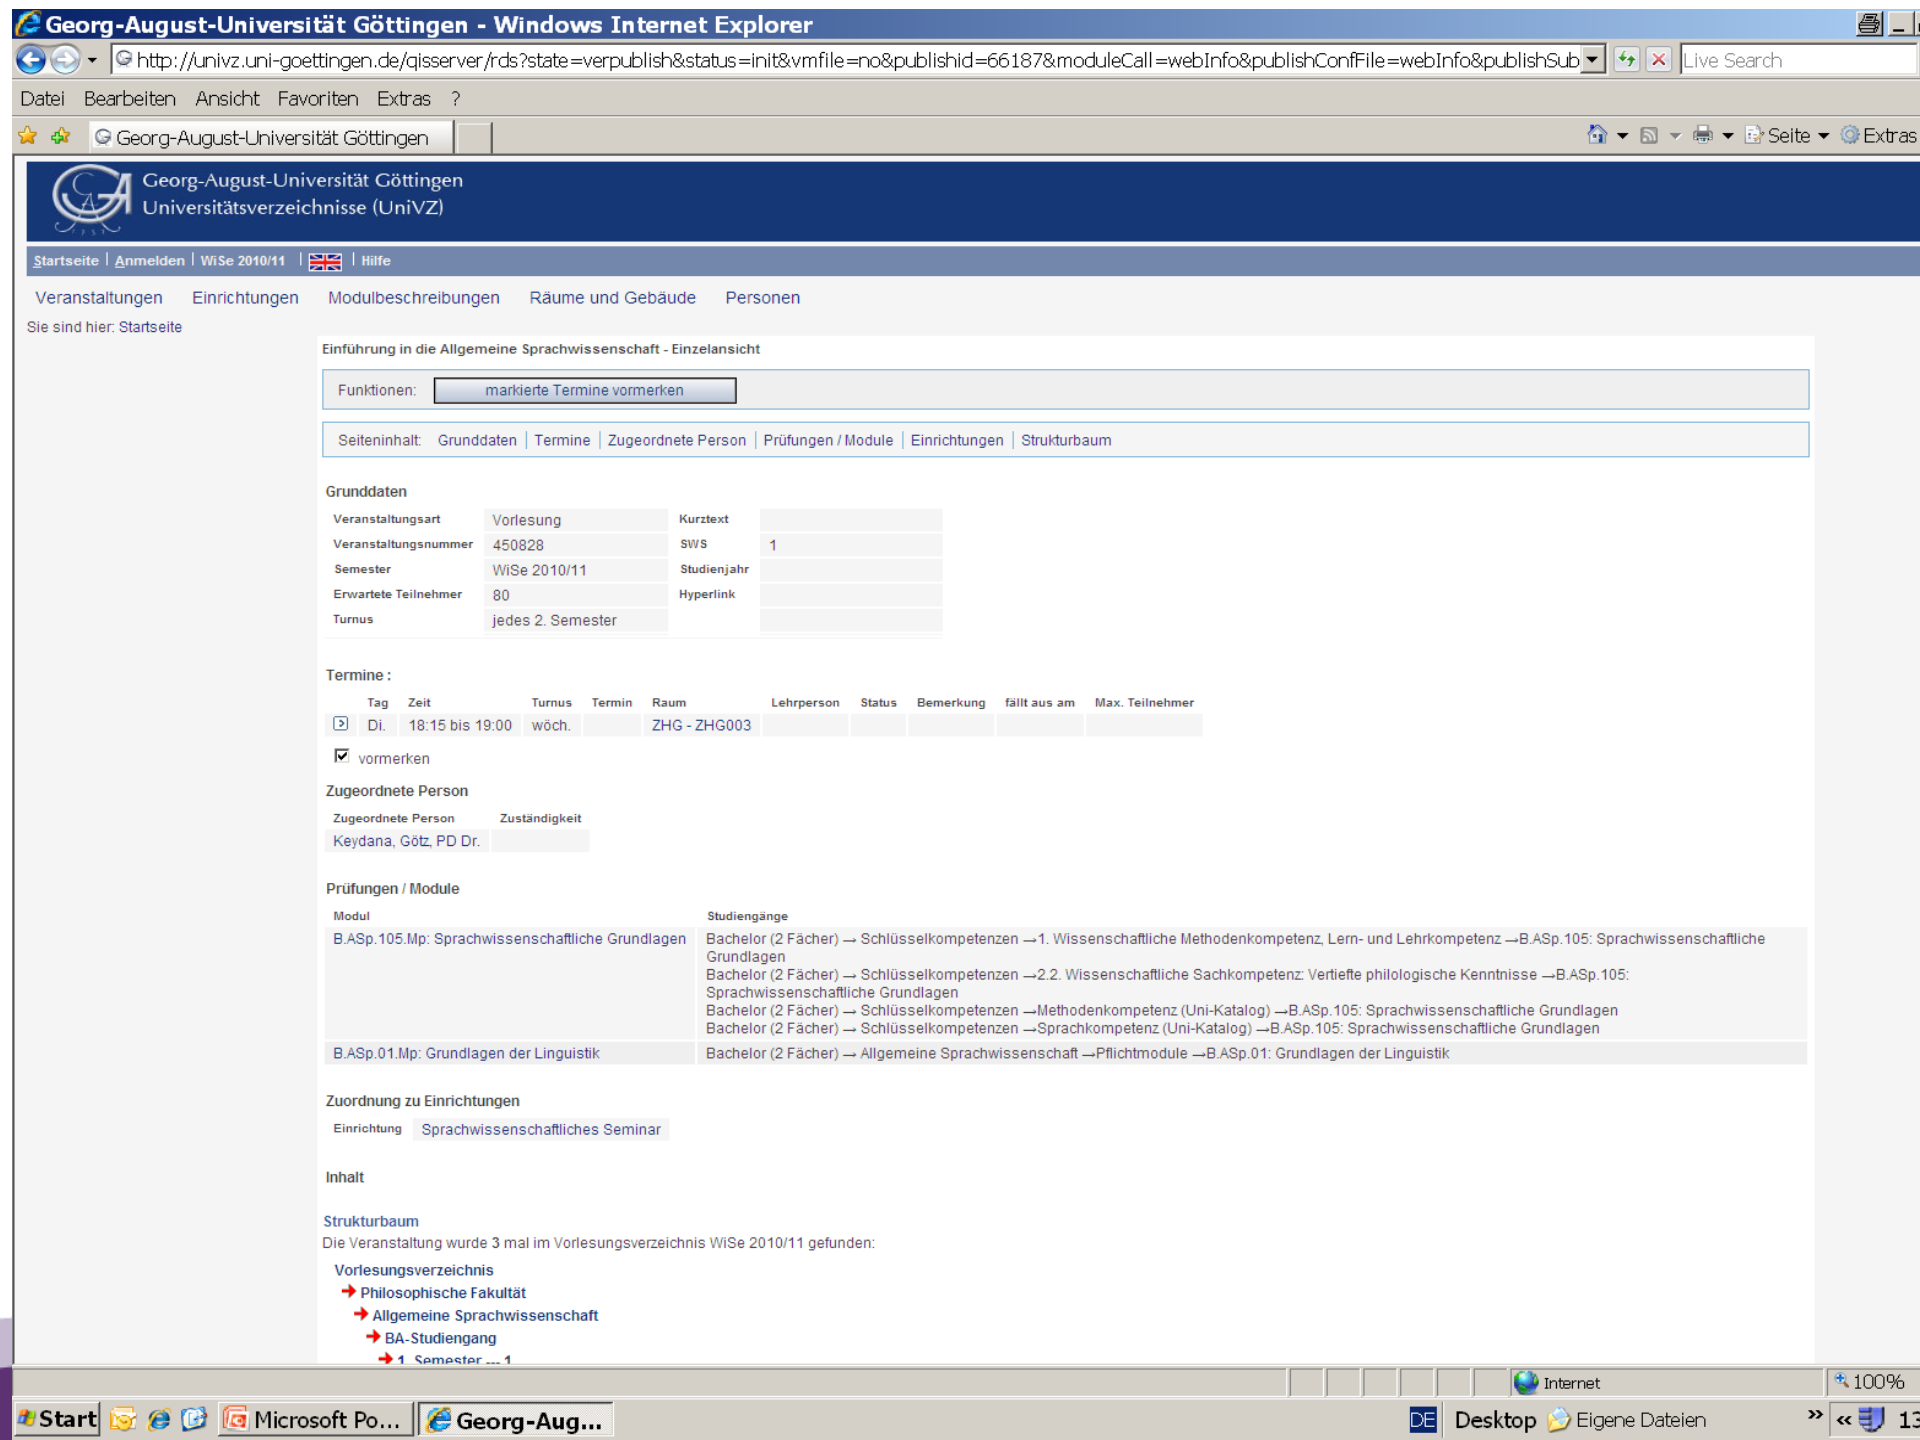 Georg-August-Universität Göttingen - Windows Internet Explorer
http://univz.uni-goettingen.de/qisserver/rds?state=verpublish&status=init&vmfile=no&publishid=66187&moduleCall=webInfo&publishConfFile=webInfo&publishSub
Live Search
Datei Bearbeiten Ansicht Favoriten Extras ?
Georg-August-Universität Göttingen
Seite Extras
Georg-August-Universität Göttingen
Universitätsverzeichnisse (UniVZ)
Startseite | Anmelden | WiSe 2010/11 | | Hilfe
Veranstaltungen Einrichtungen Modulbeschreibungen Räume und Gebäude Personen
Sie sind hier: Startseite
Einführung in die Allgemeine Sprachwissenschaft - Einzelansicht
Funktionen: markierte Termine vormerken
Seiteninhalt: Grunddaten | Termine | Zugeordnete Person | Prüfungen / Module | Einrichtungen | Strukturbaum
Grunddaten
Veranstaltungsart Vorlesung Kurztext
Veranstaltungsnummer 450828 SWS 1
Semester WiSe 2010/11 Studienjahr
Erwartete Teilnehmer 80 Hyperlink
Turnus jedes 2. Semester
Termine :
Tag Zeit Turnus Termin Raum Lehrperson Status Bemerkung fällt aus am Max. Teilnehmer
Di. 18:15 bis 19:00 wöch. ZHG - ZHG003
vormerken
Zugeordnete Person
Zugeordnete Person Zuständigkeit
Keydana, Götz, PD Dr.
Prüfungen / Module
Modul Studiengänge
B.ASp.105.Mp: Sprachwissenschaftliche Grundlagen Bachelor (2 Fächer) → Schlüsselkompetenzen →1. Wissenschaftliche Methodenkompetenz, Lern- und Lehrkompetenz →B.ASp.105: Sprachwissenschaftliche
Grundlagen
Bachelor (2 Fächer) → Schlüsselkompetenzen →2.2. Wissenschaftliche Sachkompetenz: Vertiefte philologische Kenntnisse →B.ASp.105:
Sprachwissenschaftliche Grundlagen
Bachelor (2 Fächer) → Schlüsselkompetenzen →Methodenkompetenz (Uni-Katalog) →B.ASp.105: Sprachwissenschaftliche Grundlagen
Bachelor (2 Fächer) → Schlüsselkompetenzen →Sprachkompetenz (Uni-Katalog) →B.ASp.105: Sprachwissenschaftliche Grundlagen
B.ASp.01.Mp: Grundlagen der Linguistik Bachelor (2 Fächer) → Allgemeine Sprachwissenschaft →Pflichtmodule →B.ASp.01: Grundlagen der Linguistik
Zuordnung zu Einrichtungen
Einrichtung Sprachwissenschaftliches Seminar
Inhalt
Strukturbaum
Die Veranstaltung wurde 3 mal im Vorlesungsverzeichnis WiSe 2010/11 gefunden:
Vorlesungsverzeichnis
Philosophische Fakultät
Allgemeine Sprachwissenschaft
BA-Studiengang
1. Semester --- 1
Internet 100%
Start Microsoft Po... Georg-Aug... DE Desktop Eigene Dateien » « 13